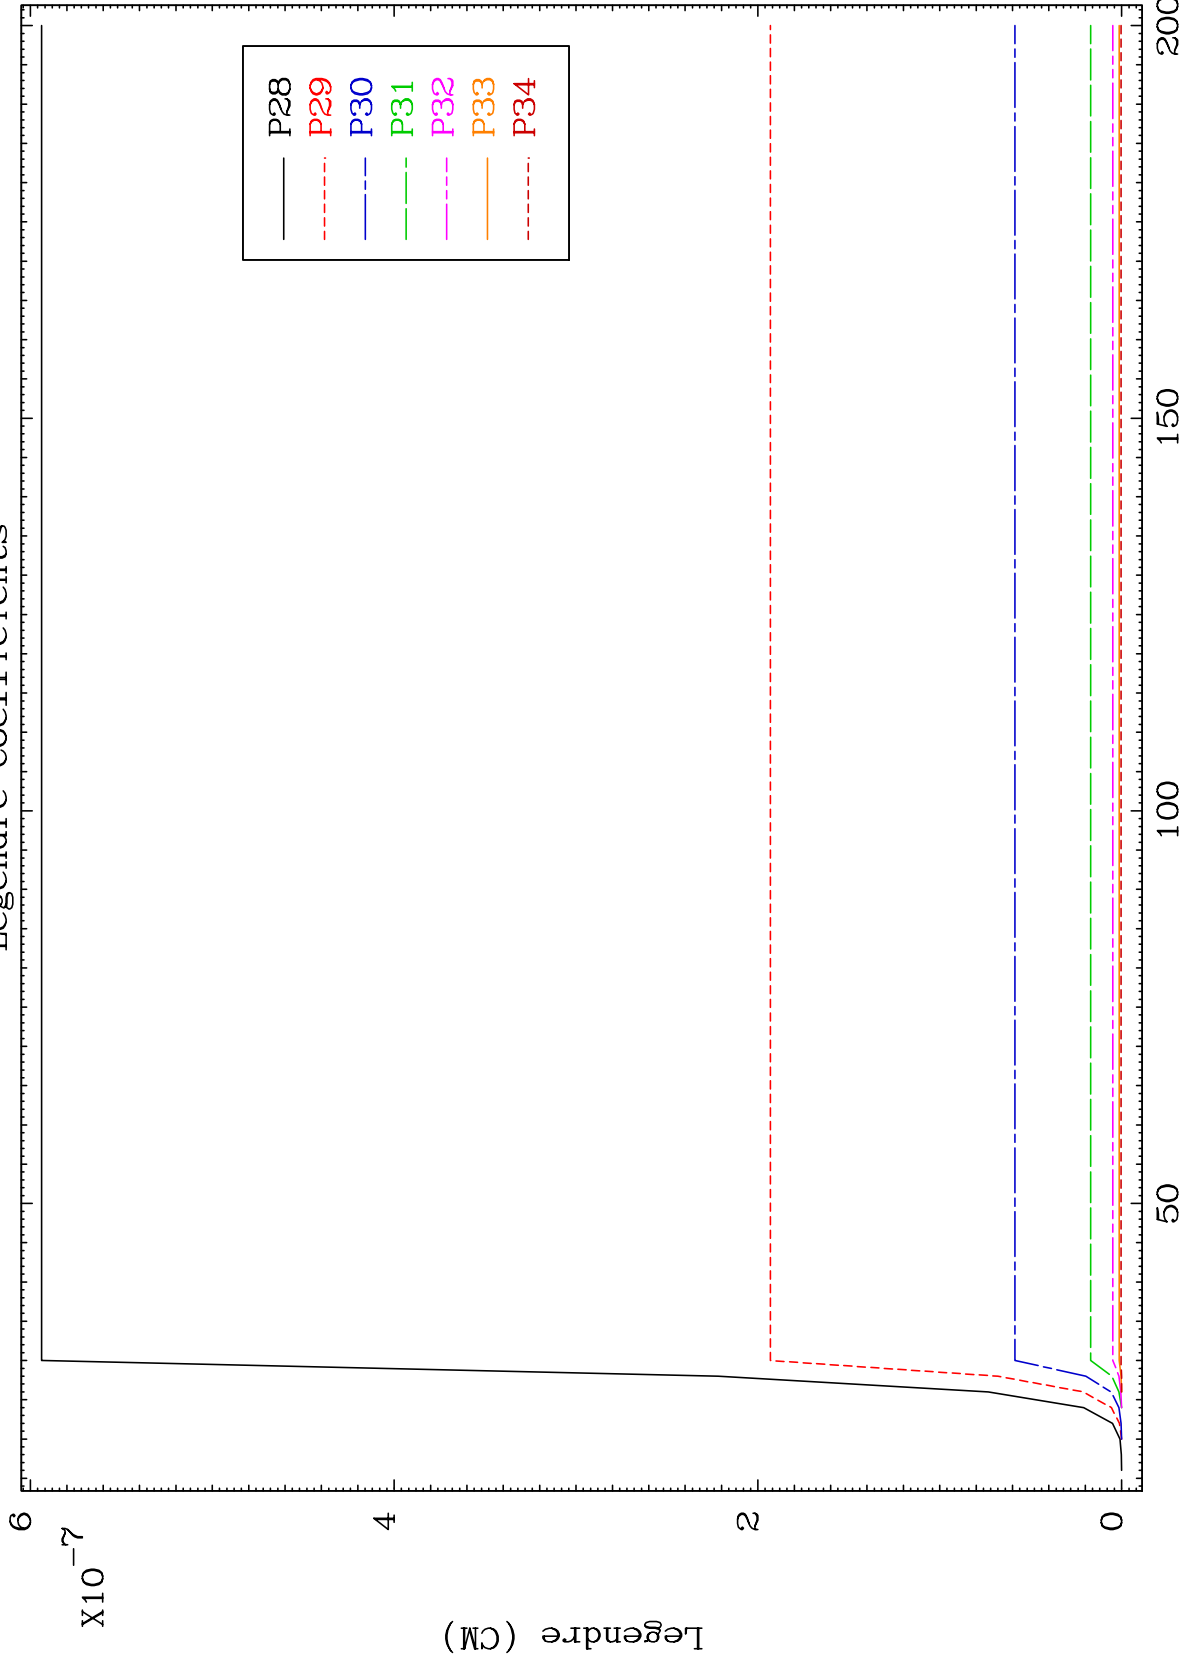 Legendre Coefficients
X10-7
6
4
2
0
Legendre (CM)
50
100
150
200
P28
P29
P30
P31
P32
P33
P34